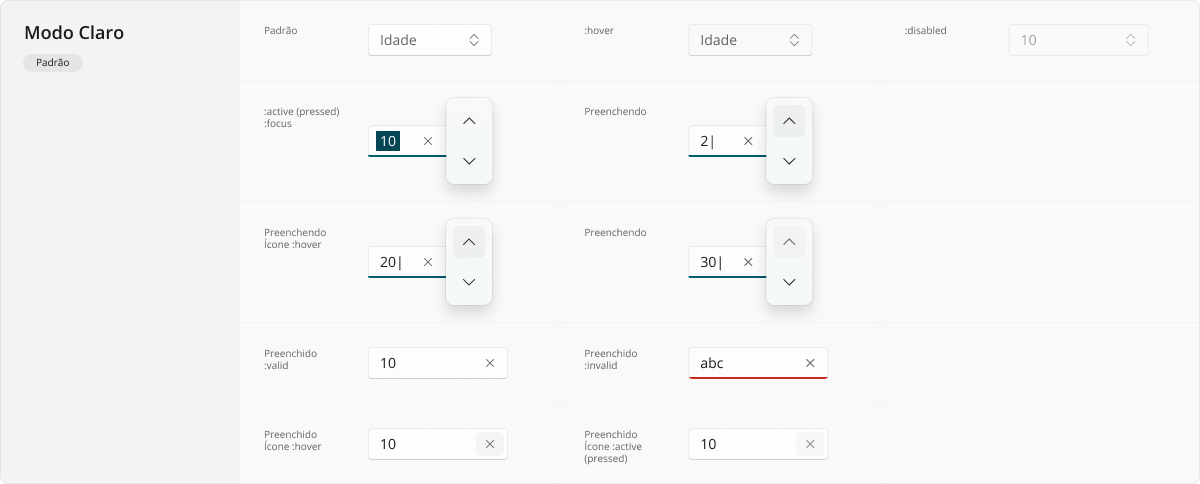 Modo Claro
Padrão
Padrão
Idade
:hover
Idade
:disabled
10
:active (pressed)
:focus
10
Preenchendo
2|
Preenchendo
Ícone :hover
20|
Preenchendo
30|
Preenchido
:valid
10
Preenchido
:invalid
abc
Preenchido
Ícone :hover
10
Preenchido
Ícone :active
(pressed)
10